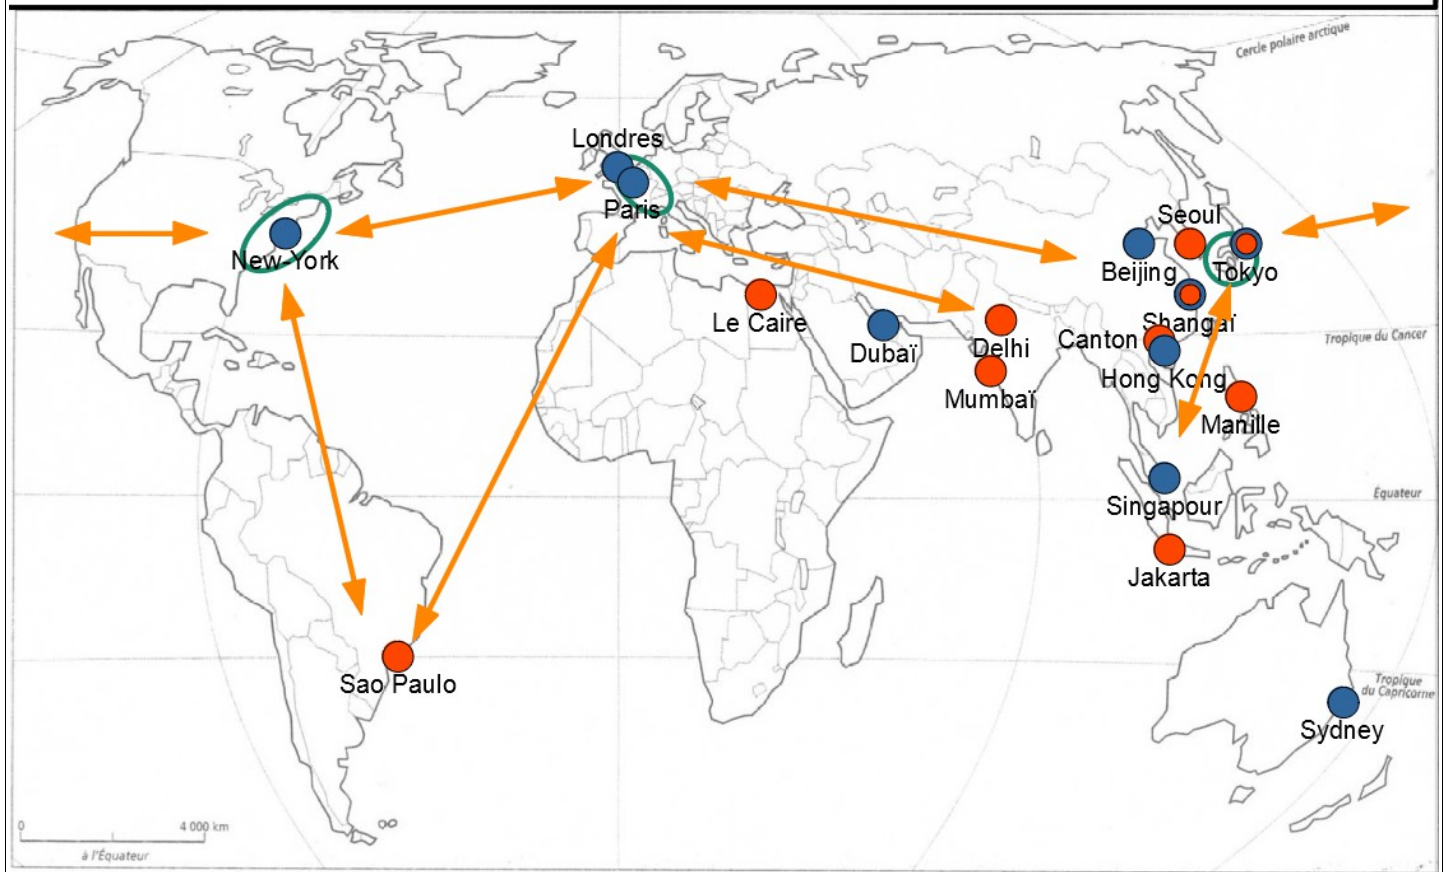 Cercle polaire arctique
Londres
Paris
New-York
Seoul
Beijing
Tokyo
Le Caire
Dubaï
Delhi
Shangaï
Canton
Tropique du Cancer
Hong Kong
Mumbaï
Manille
Équateur
Singapour
Jakarta
Sao Paulo
Tropique
du Capricorne
Sydney
0
4 000 km
à l'Équateur